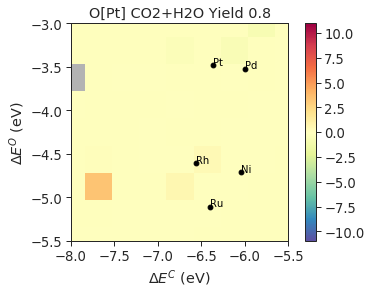 O[Pt] CO2+H2O Yield 0.8
−3.0
−3.5
−4.0
−4.5
−5.0
−5.5
ΔE^O (eV)
Pt
Pd
Rh
Ni
Ru
−8.0 −7.5 −7.0 −6.5 −6.0 −5.5
ΔE^C (eV)
10.0
7.5
5.0
2.5
0.0
−2.5
−5.0
−7.5
−10.0